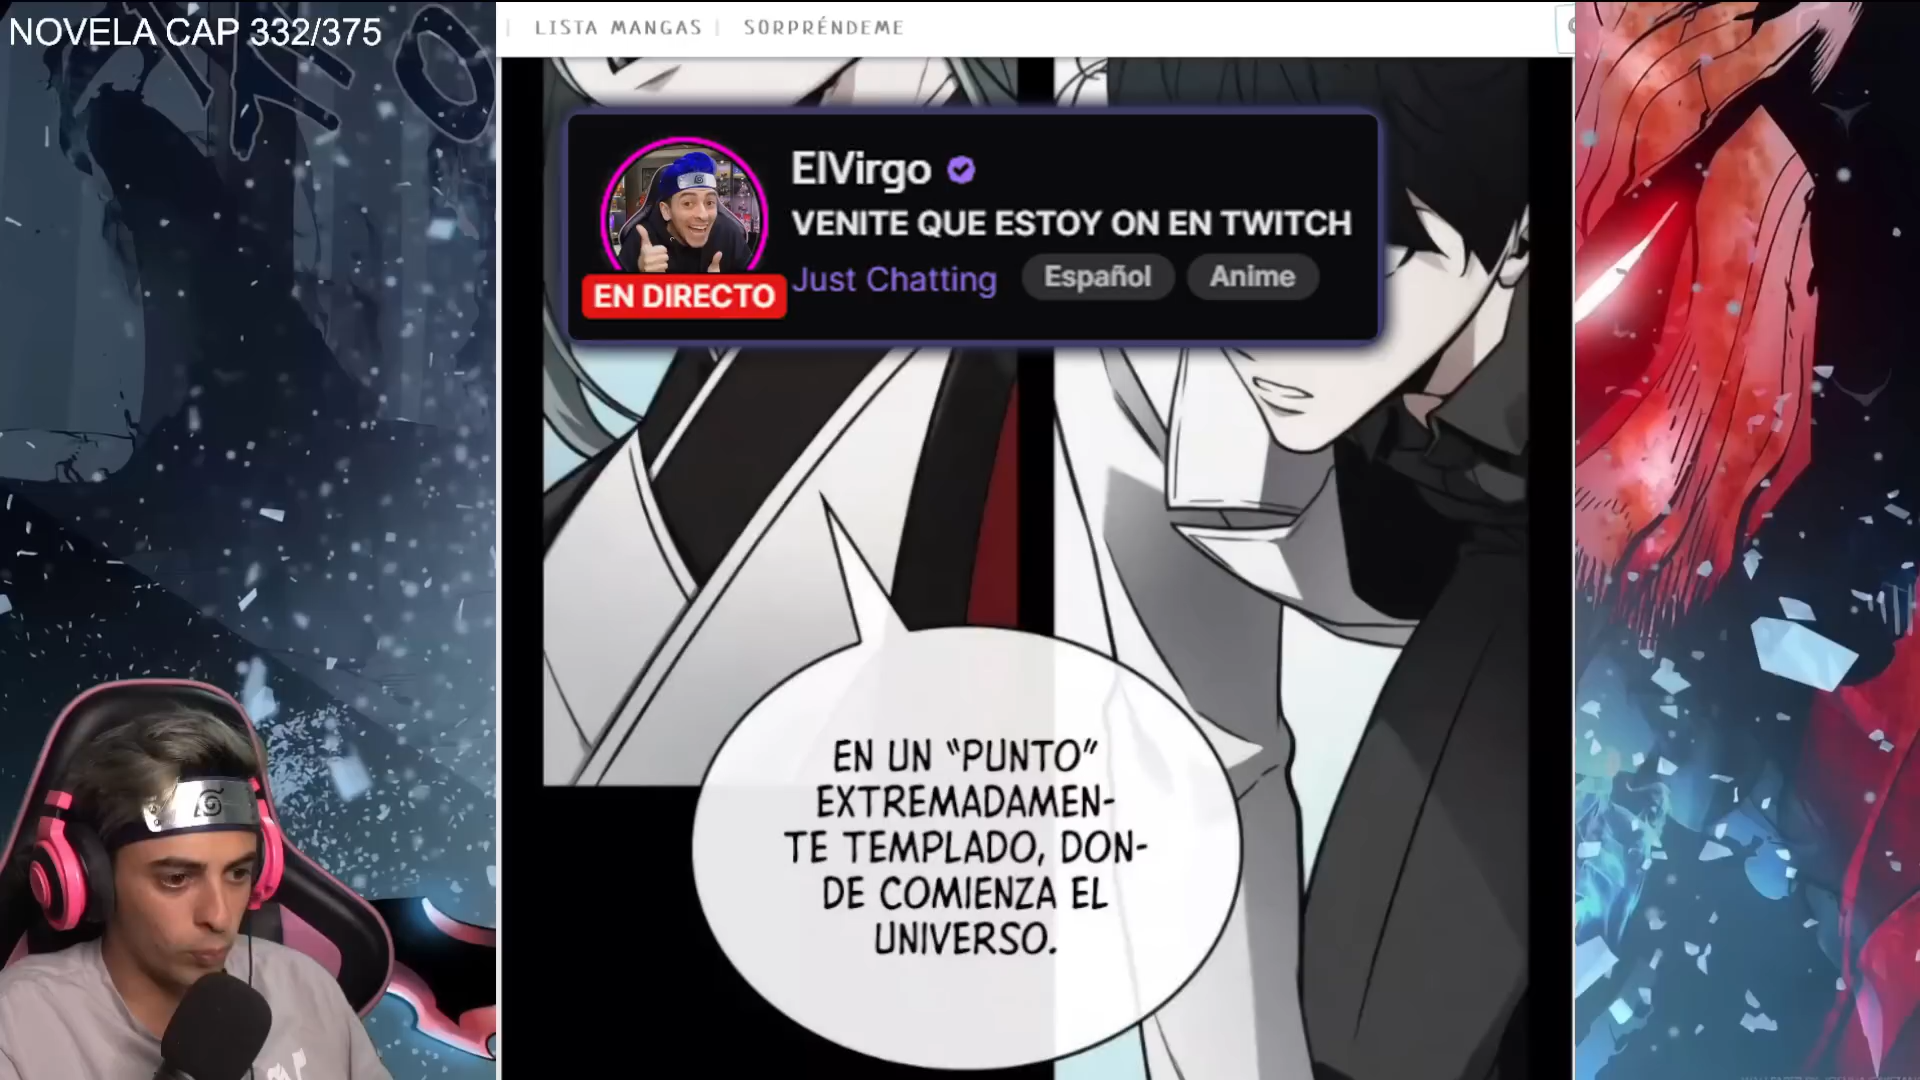 NOVELA CAP 332/375
LISTA MANGAS
SORPRÉNDEME
ElVirgo
VENITE QUE ESTOY ON EN TWITCH
Just Chatting
Español
Anime
EN DIRECTO
EN UN “PUNTO”
EXTREMADAMEN-
TE TEMPLADO, DON-
DE COMIENZA EL
UNIVERSO.